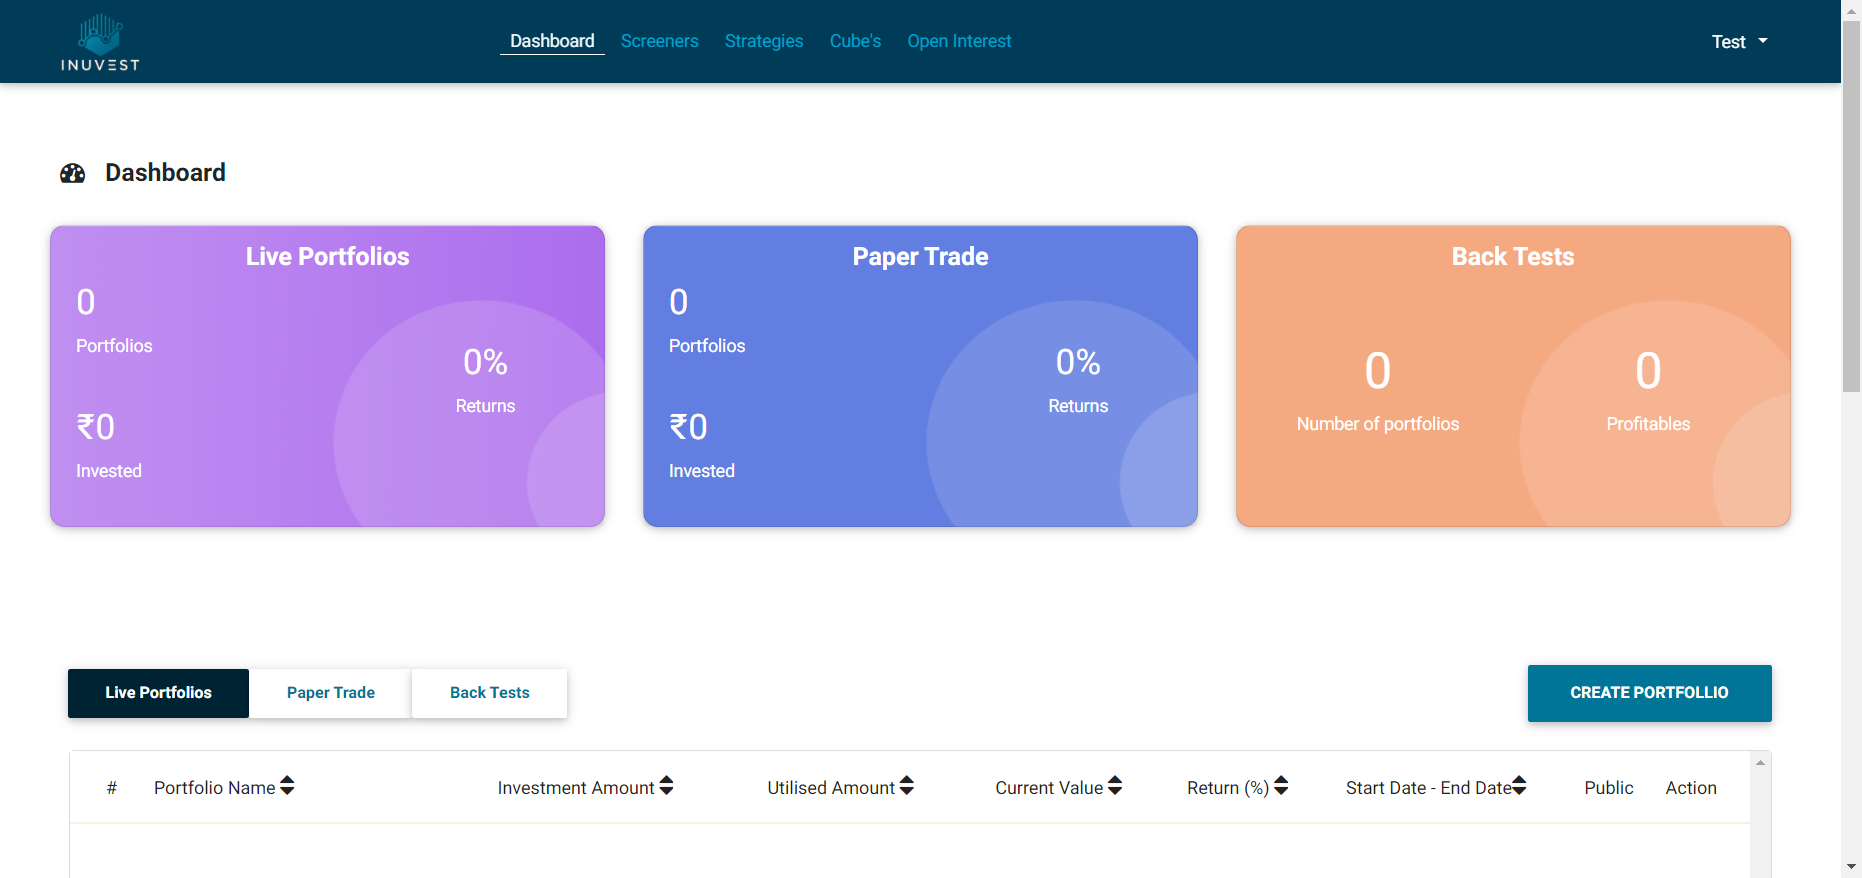 INUVEST
Dashboard Screeners Strategies Cube's Open Interest
Test
Dashboard
Live Portfolios
0
Portfolios
0%
Returns
₹0
Invested
Paper Trade
0
Portfolios
0%
Returns
₹0
Invested
Back Tests
0
Number of portfolios
0
Profitables
Live Portfolios Paper Trade Back Tests
CREATE PORTFOLLIO
# Portfolio Name Investment Amount Utilised Amount Current Value Return (%) Start Date - End Date Public Action